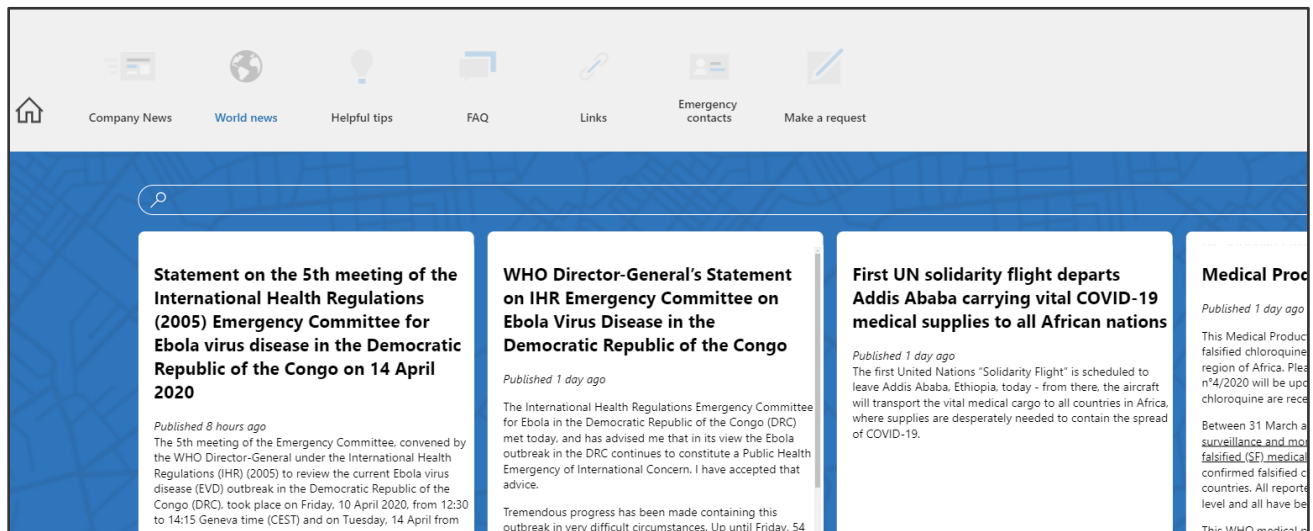 Company News
World news
Helpful tips
FAQ
Links
Emergency
contacts
Make a request
Statement on the 5th meeting of the
International Health Regulations
(2005) Emergency Committee for
Ebola virus disease in the Democratic
Republic of the Congo on 14 April
2020
Published 8 hours ago
The 5th meeting of the Emergency Committee, convened by
the WHO Director-General under the International Health
Regulations (IHR) (2005) to review the current Ebola virus
disease (EVD) outbreak in the Democratic Republic of the
Congo (DRC), took place on Friday, 10 April 2020, from 12:30
to 14:15 Geneva time (CEST) and on Tuesday, 14 April from
WHO Director-General’s Statement
on IHR Emergency Committee on
Ebola Virus Disease in the
Democratic Republic of the Congo
Published 1 day ago
The International Health Regulations Emergency Committee
for Ebola in the Democratic Republic of the Congo (DRC)
met today, and has advised me that in its view the Ebola
outbreak in the DRC continues to constitute a Public Health
Emergency of International Concern. I have accepted that
advice.
Tremendous progress has been made containing this
outbreak in very difficult circumstances. Up until Friday, 54
First UN solidarity flight departs
Addis Ababa carrying vital COVID-19
medical supplies to all African nations
Published 1 day ago
The first United Nations “Solidarity Flight” is scheduled to
leave Addis Ababa, Ethiopia, today - from there, the aircraft
will transport the vital medical cargo to all countries in Africa,
where supplies are desperately needed to contain the spread
of COVID-19.
Medical
Published 1 day ago
This Medical
falsified chloroquine
region of Africa.
n°4/2020 will be
chloroquine are
Between 31 March
surveillance and
falsified (SF) medical
confirmed falsified
countries. All
level and all have
This WHO medical